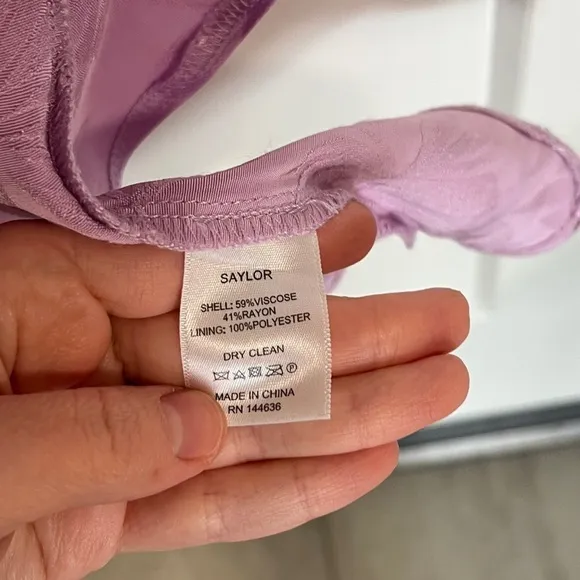 SAYLOR
SHELL: 59%VISCOSE
41%RAYON
LINING: 100%POLYESTER
DRY CLEAN
P
MADE IN CHINA
RN 144636